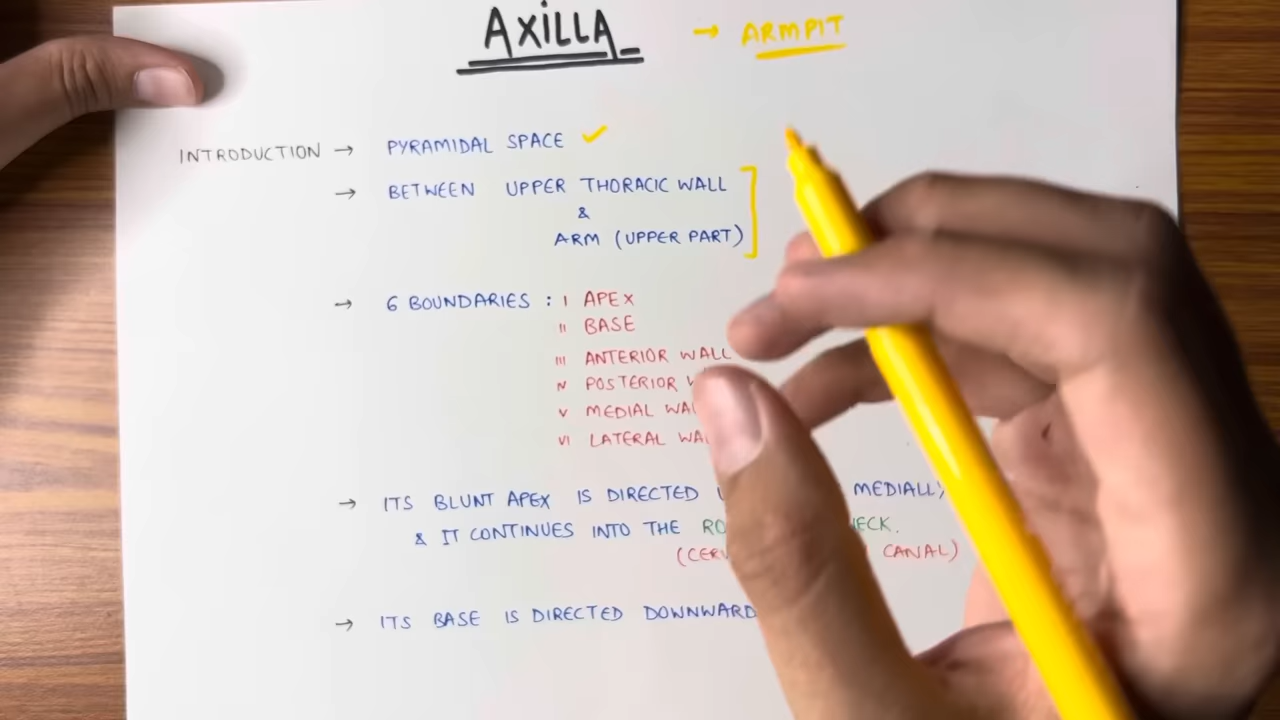 AXILLA → ARMPIT
INTRODUCTION → PYRAMIDAL SPACE ✓
→ BETWEEN UPPER THORACIC WALL
&
ARM (UPPER PART)
→ 6 BOUNDARIES : I APEX
II BASE
III ANTERIOR WALL
IV POSTERIOR
V MEDIAL
VI LATERAL
→ ITS BLUNT APEX IS DIRECTED MEDIALLY
& IT CONTINUES INTO THE
CANAL)
→ ITS BASE IS DIRECTED DOWNWARD